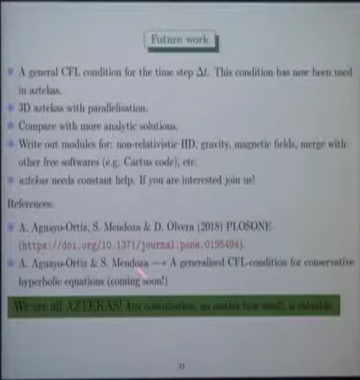 Future work
A general CFL condition for the time step Δt. This condition has now been used
in aztekas.
3D aztekas with parallelisation.
Compare with more analytic solutions.
Write out modules for: non-relativistic HD, gravity, magnetic fields, merge with
other free softwares (e.g. Cactus code), etc.
aztekas needs constant help. If you are interested join us!
References:
A. Aguayo-Ortiz, S. Mendoza & D. Olvera (2018) PLOSONE
(https://doi.org/10.1371/journal.pone.0195494).
A. Aguayo-Ortiz & S. Mendoza → A generalised CFL-condition for conservative
hyperbolic equations (coming soon!)
We are all AZTEKAS! Any contribution, no matter how small, is valuable.
31